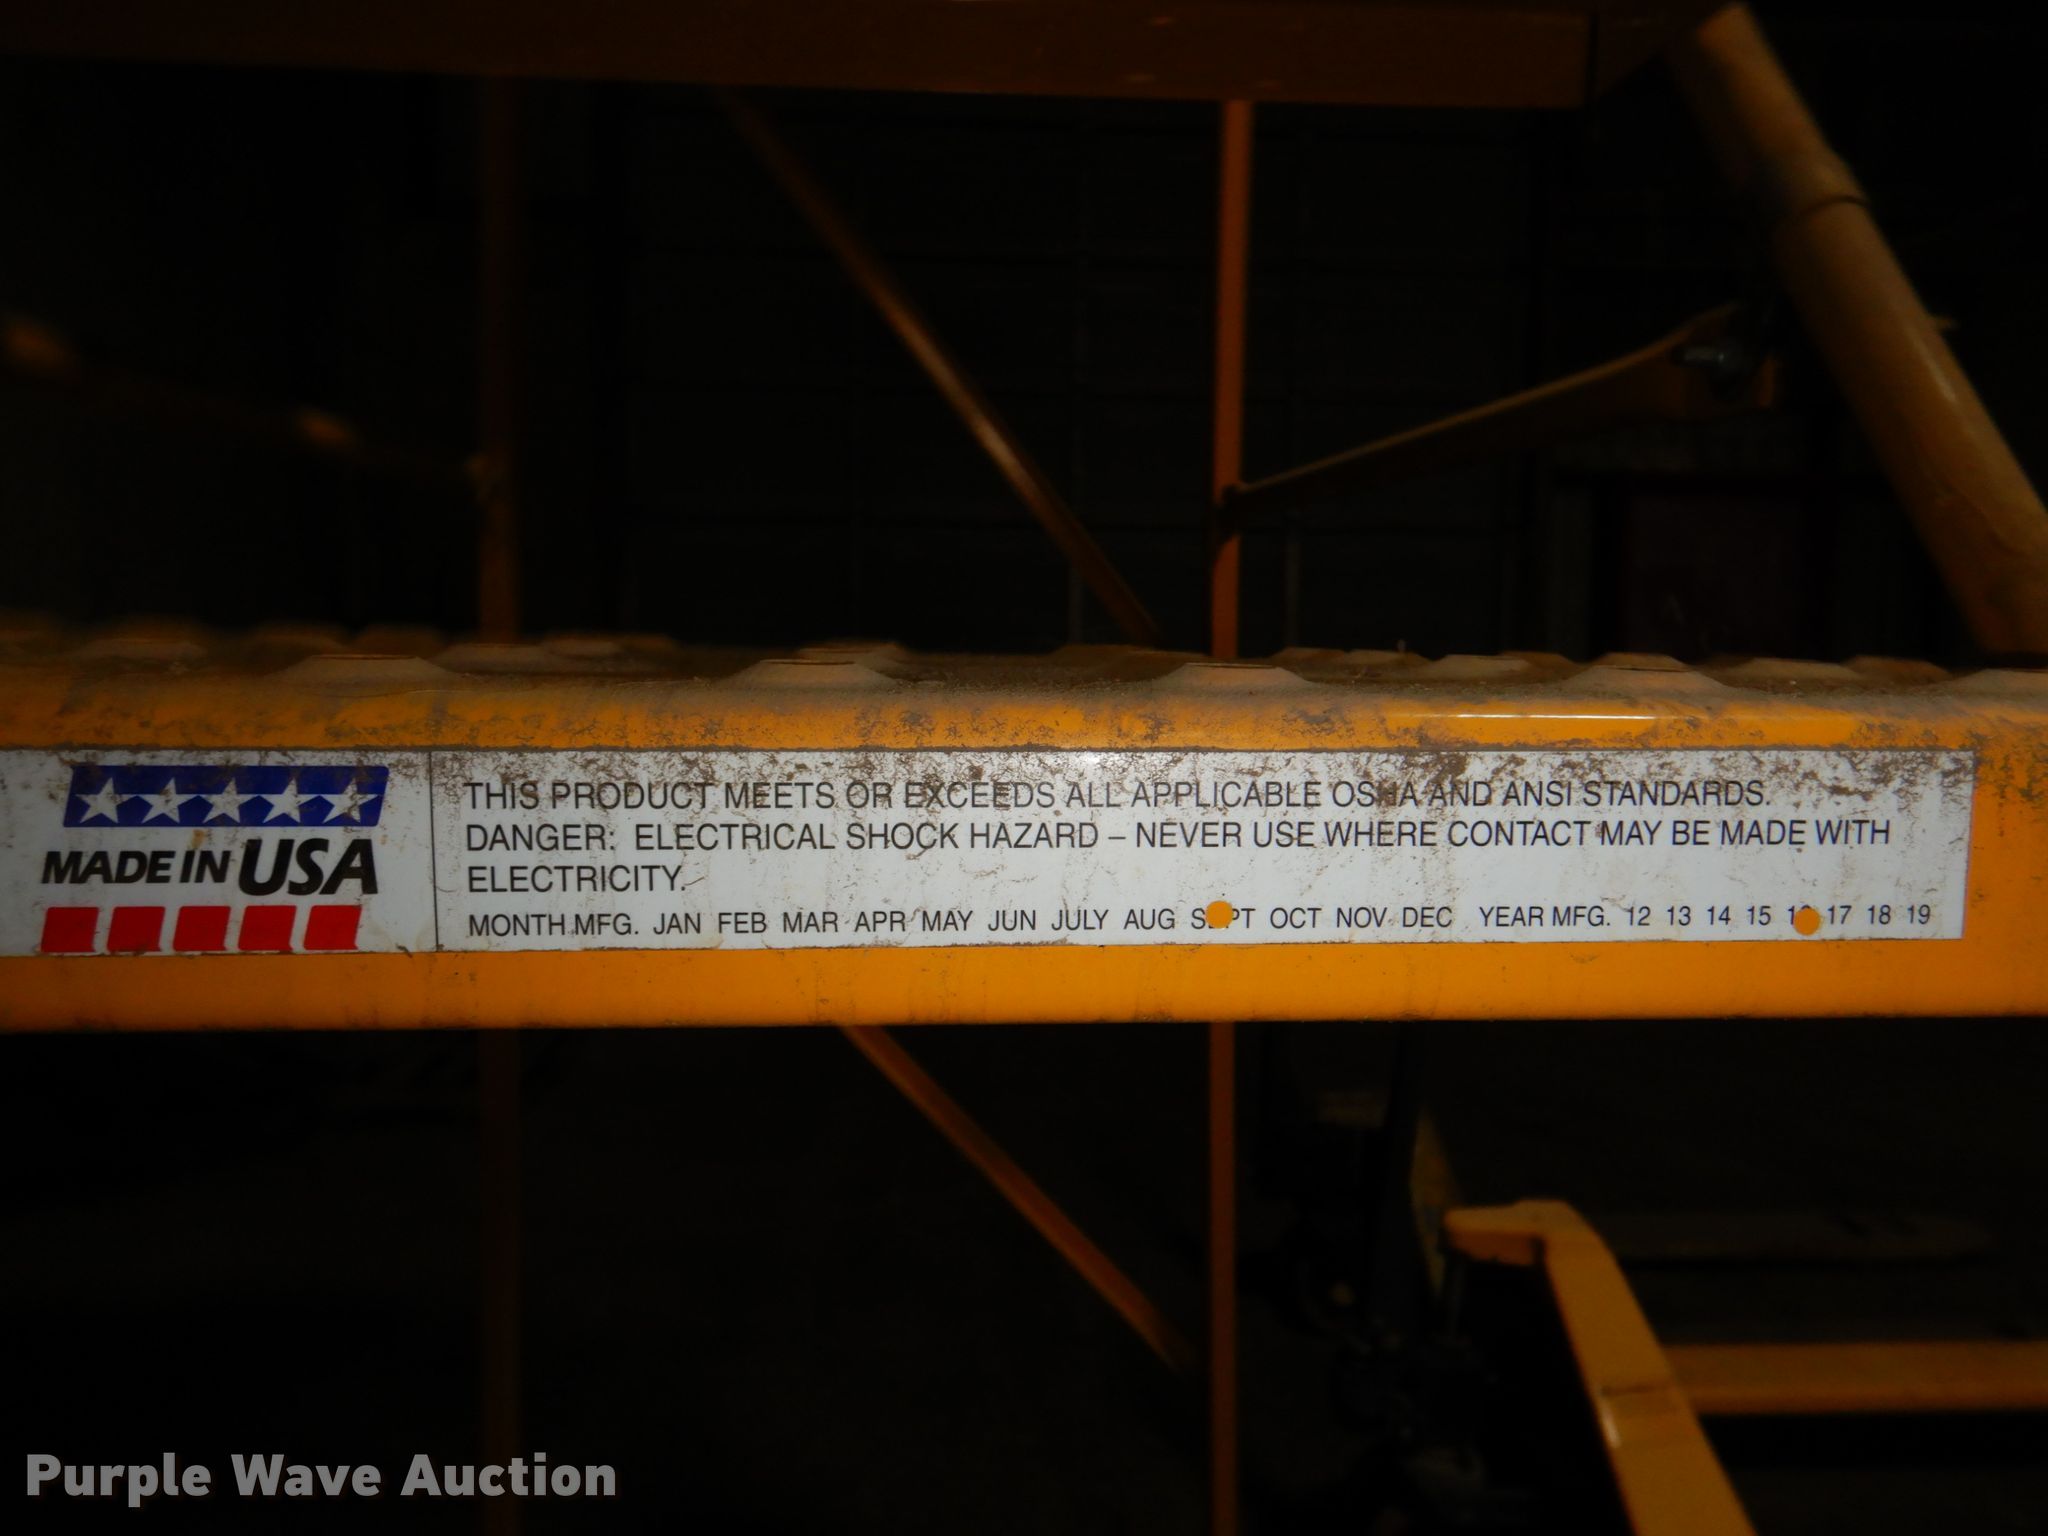 MADE IN USA
THIS PRODUCT MEETS OR EXCEEDS ALL APPLICABLE OSHA AND ANSI STANDARDS.
DANGER: ELECTRICAL SHOCK HAZARD – NEVER USE WHERE CONTACT MAY BE MADE WITH
ELECTRICITY.
MONTH MFG. JAN FEB MAR APR MAY JUN JULY AUG SEPT OCT NOV DEC YEAR MFG. 12 13 14 15 16 17 18 19
Purple Wave Auction